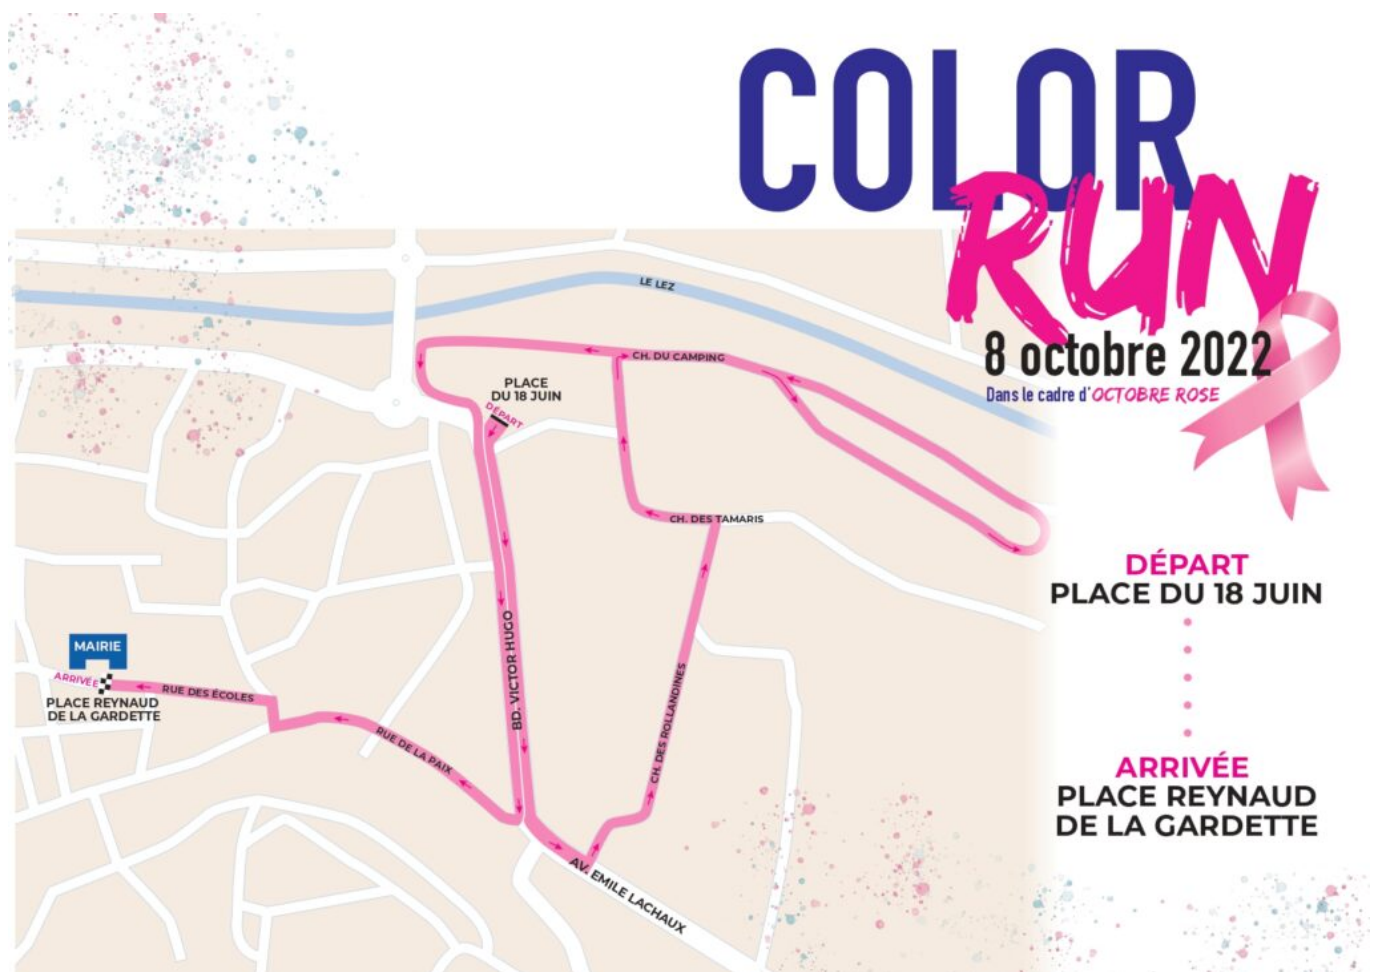 COLOR
RUN
8 octobre 2022
Dans le cadre d'OCTOBRE ROSE
LE LEZ
CH. DU CAMPING
PLACE
DU 18 JUIN
DÉPART
CH. DES TAMARIS
BD. VICTOR HUGO
CH. DES ROLLANDINES
MAIRIE
ARRIVÉE
RUE DES ÉCOLES
PLACE REYNAUD
DE LA GARDETTE
RUE DE LA PAIX
AV. EMILE LACHAUX
DÉPART
PLACE DU 18 JUIN
ARRIVÉE
PLACE REYNAUD
DE LA GARDETTE